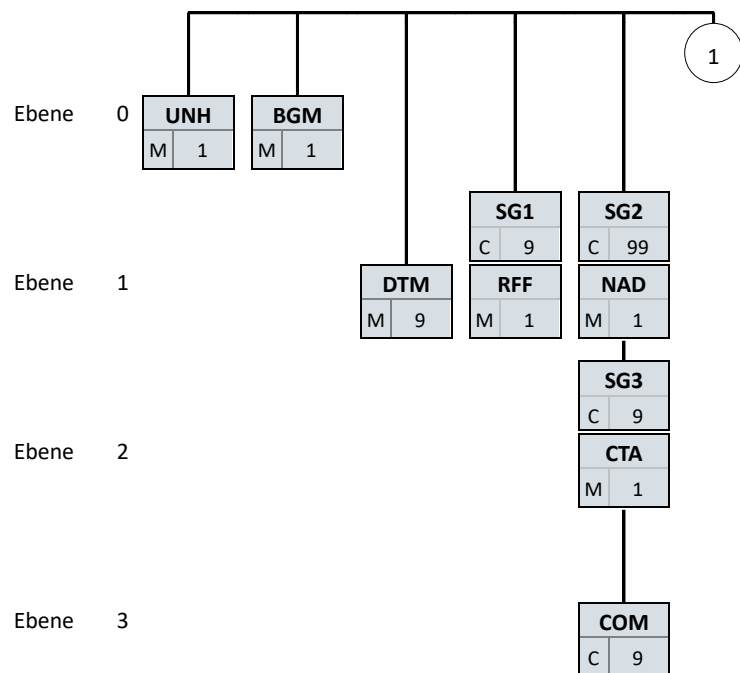 1
Ebene 0 UNH BGM
M 1 M 1
SG1 SG2
C 9 C 99
Ebene 1 DTM RFF NAD
M 9 M 1 M 1
SG3
C 9
Ebene 2 CTA
M 1
Ebene 3 COM
C 9